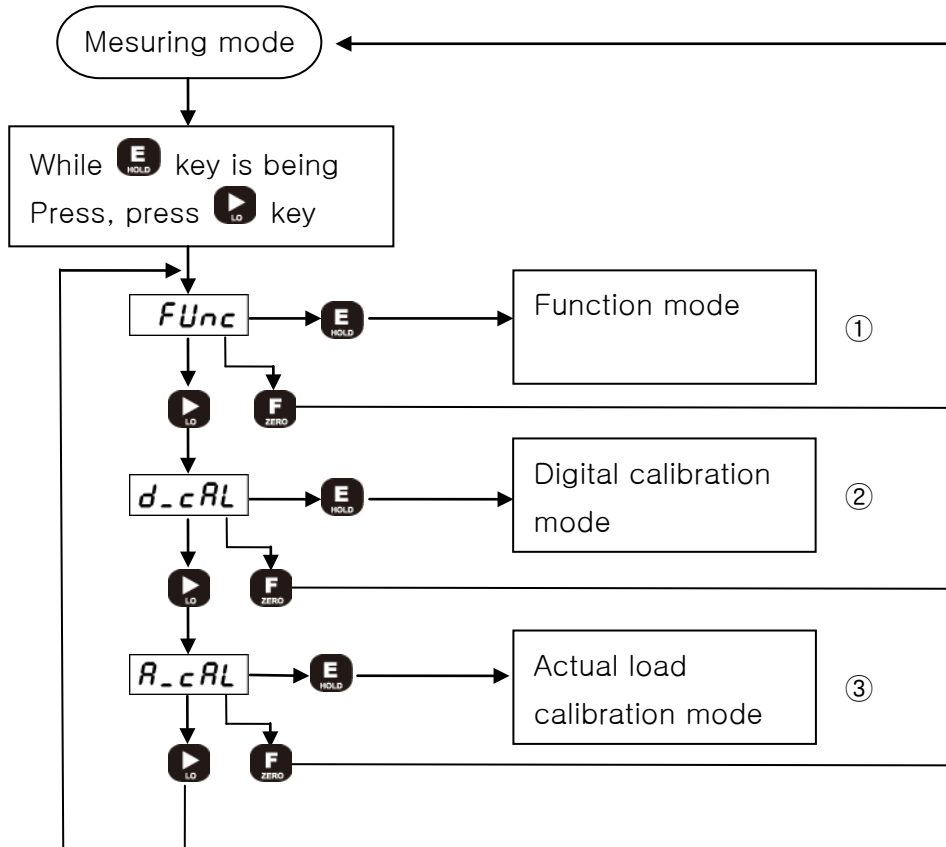 Mesuring mode
While E HOLD key is being
Press, press LO key
FUnc
E
HOLD
Function mode
①
LO
F
ZERO
d_cAL
E
HOLD
Digital calibration
mode
②
LO
F
ZERO
A_cAL
E
HOLD
Actual load
calibration mode
③
LO
F
ZERO